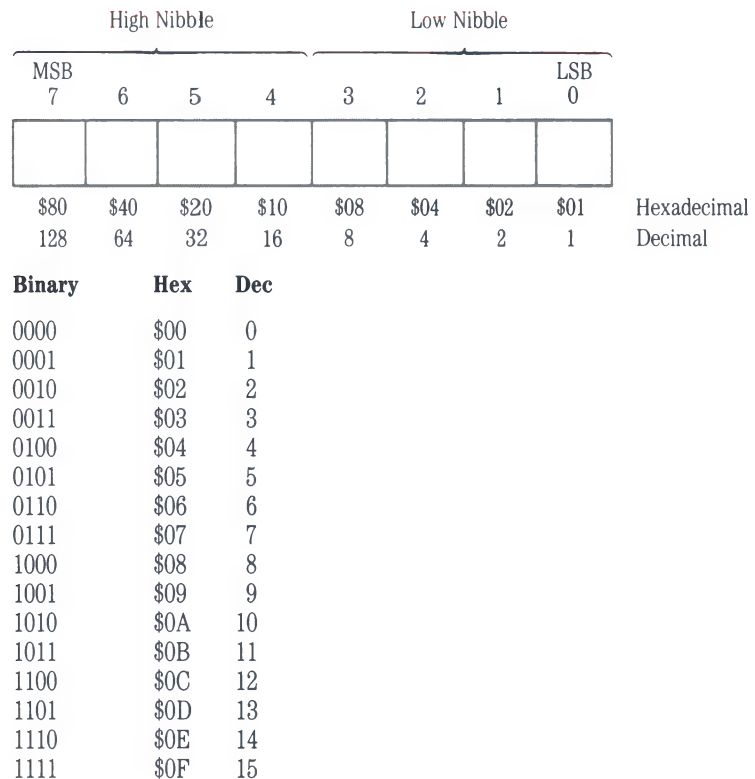 High Nibble Low Nibble
MSB LSB
7 6 5 4 3 2 1 0
$80 $40 $20 $10 $08 $04 $02 $01 Hexadecimal
128 64 32 16 8 4 2 1 Decimal
Binary Hex Dec
0000 $00 0
0001 $01 1
0010 $02 2
0011 $03 3
0100 $04 4
0101 $05 5
0110 $06 6
0111 $07 7
1000 $08 8
1001 $09 9
1010 $0A 10
1011 $0B 11
1100 $0C 12
1101 $0D 13
1110 $0E 14
1111 $0F 15